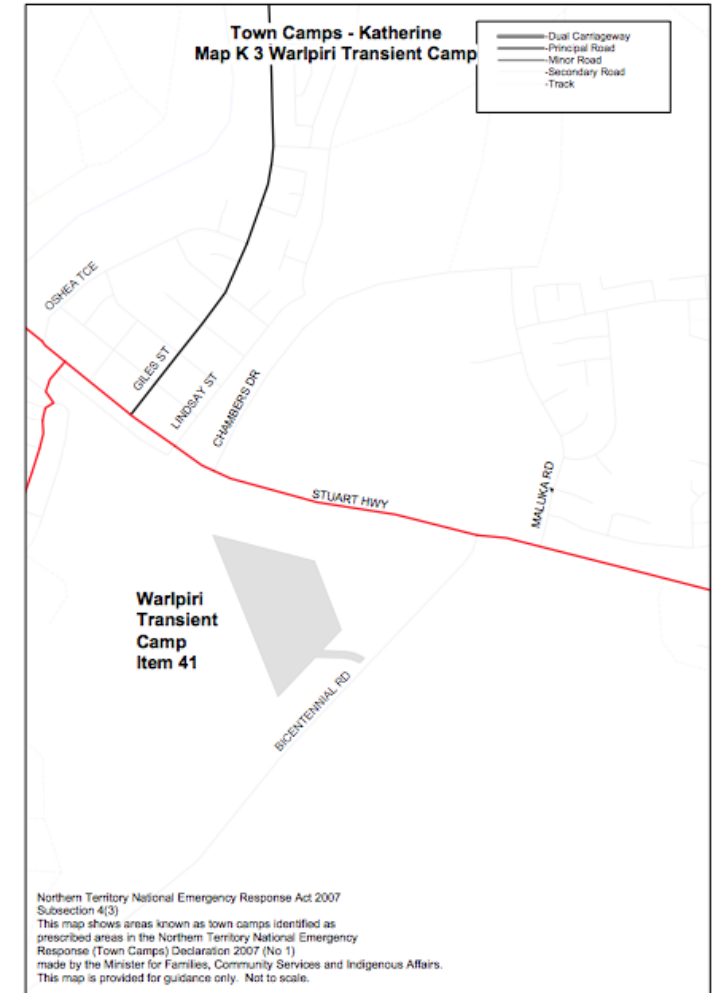 Town Camps - Katherine
Map K 3 Warlpiri Transient Camp
-Dual Carriageway
-Principal Road
-Minor Road
-Secondary Road
-Track
OSHEA TCE
GILES ST
LINDSAY ST
CHAMBERS DR
STUART HWY
MALUKA RD
Warlpiri
Transient
Camp
Item 41
BICENTENNIAL RD
Northern Territory National Emergency Response Act 2007
Subsection 4(3)
This map shows areas known as town camps identified as
prescribed areas in the Northern Territory National Emergency
Response (Town Camps) Declaration 2007 (No 1)
made by the Minister for Families, Community Services and Indigenous Affairs.
This map is provided for guidance only. Not to scale.